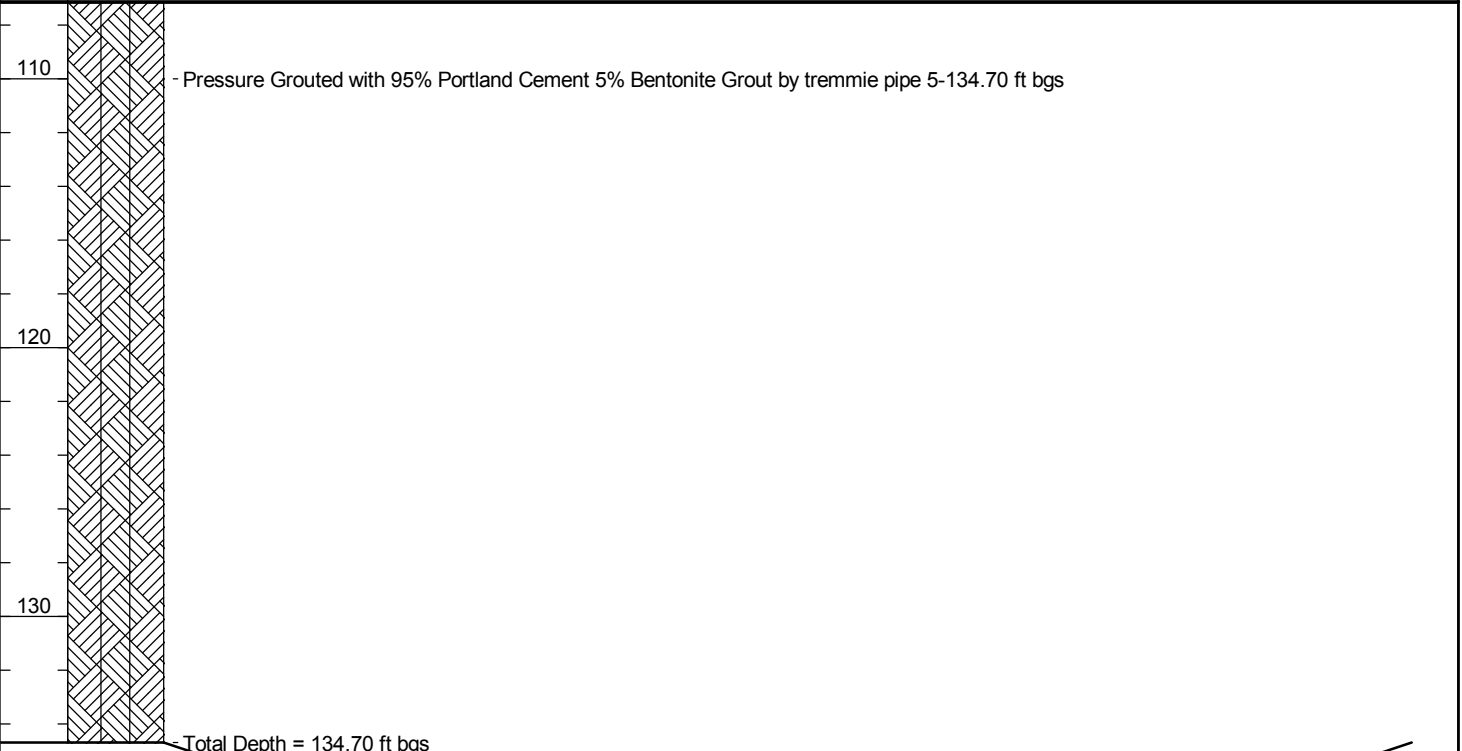 110
- Pressure Grouted with 95% Portland Cement 5% Bentonite Grout by tremmie pipe 5-134.70 ft bgs
120
130
- Total Depth = 134.70 ft bgs